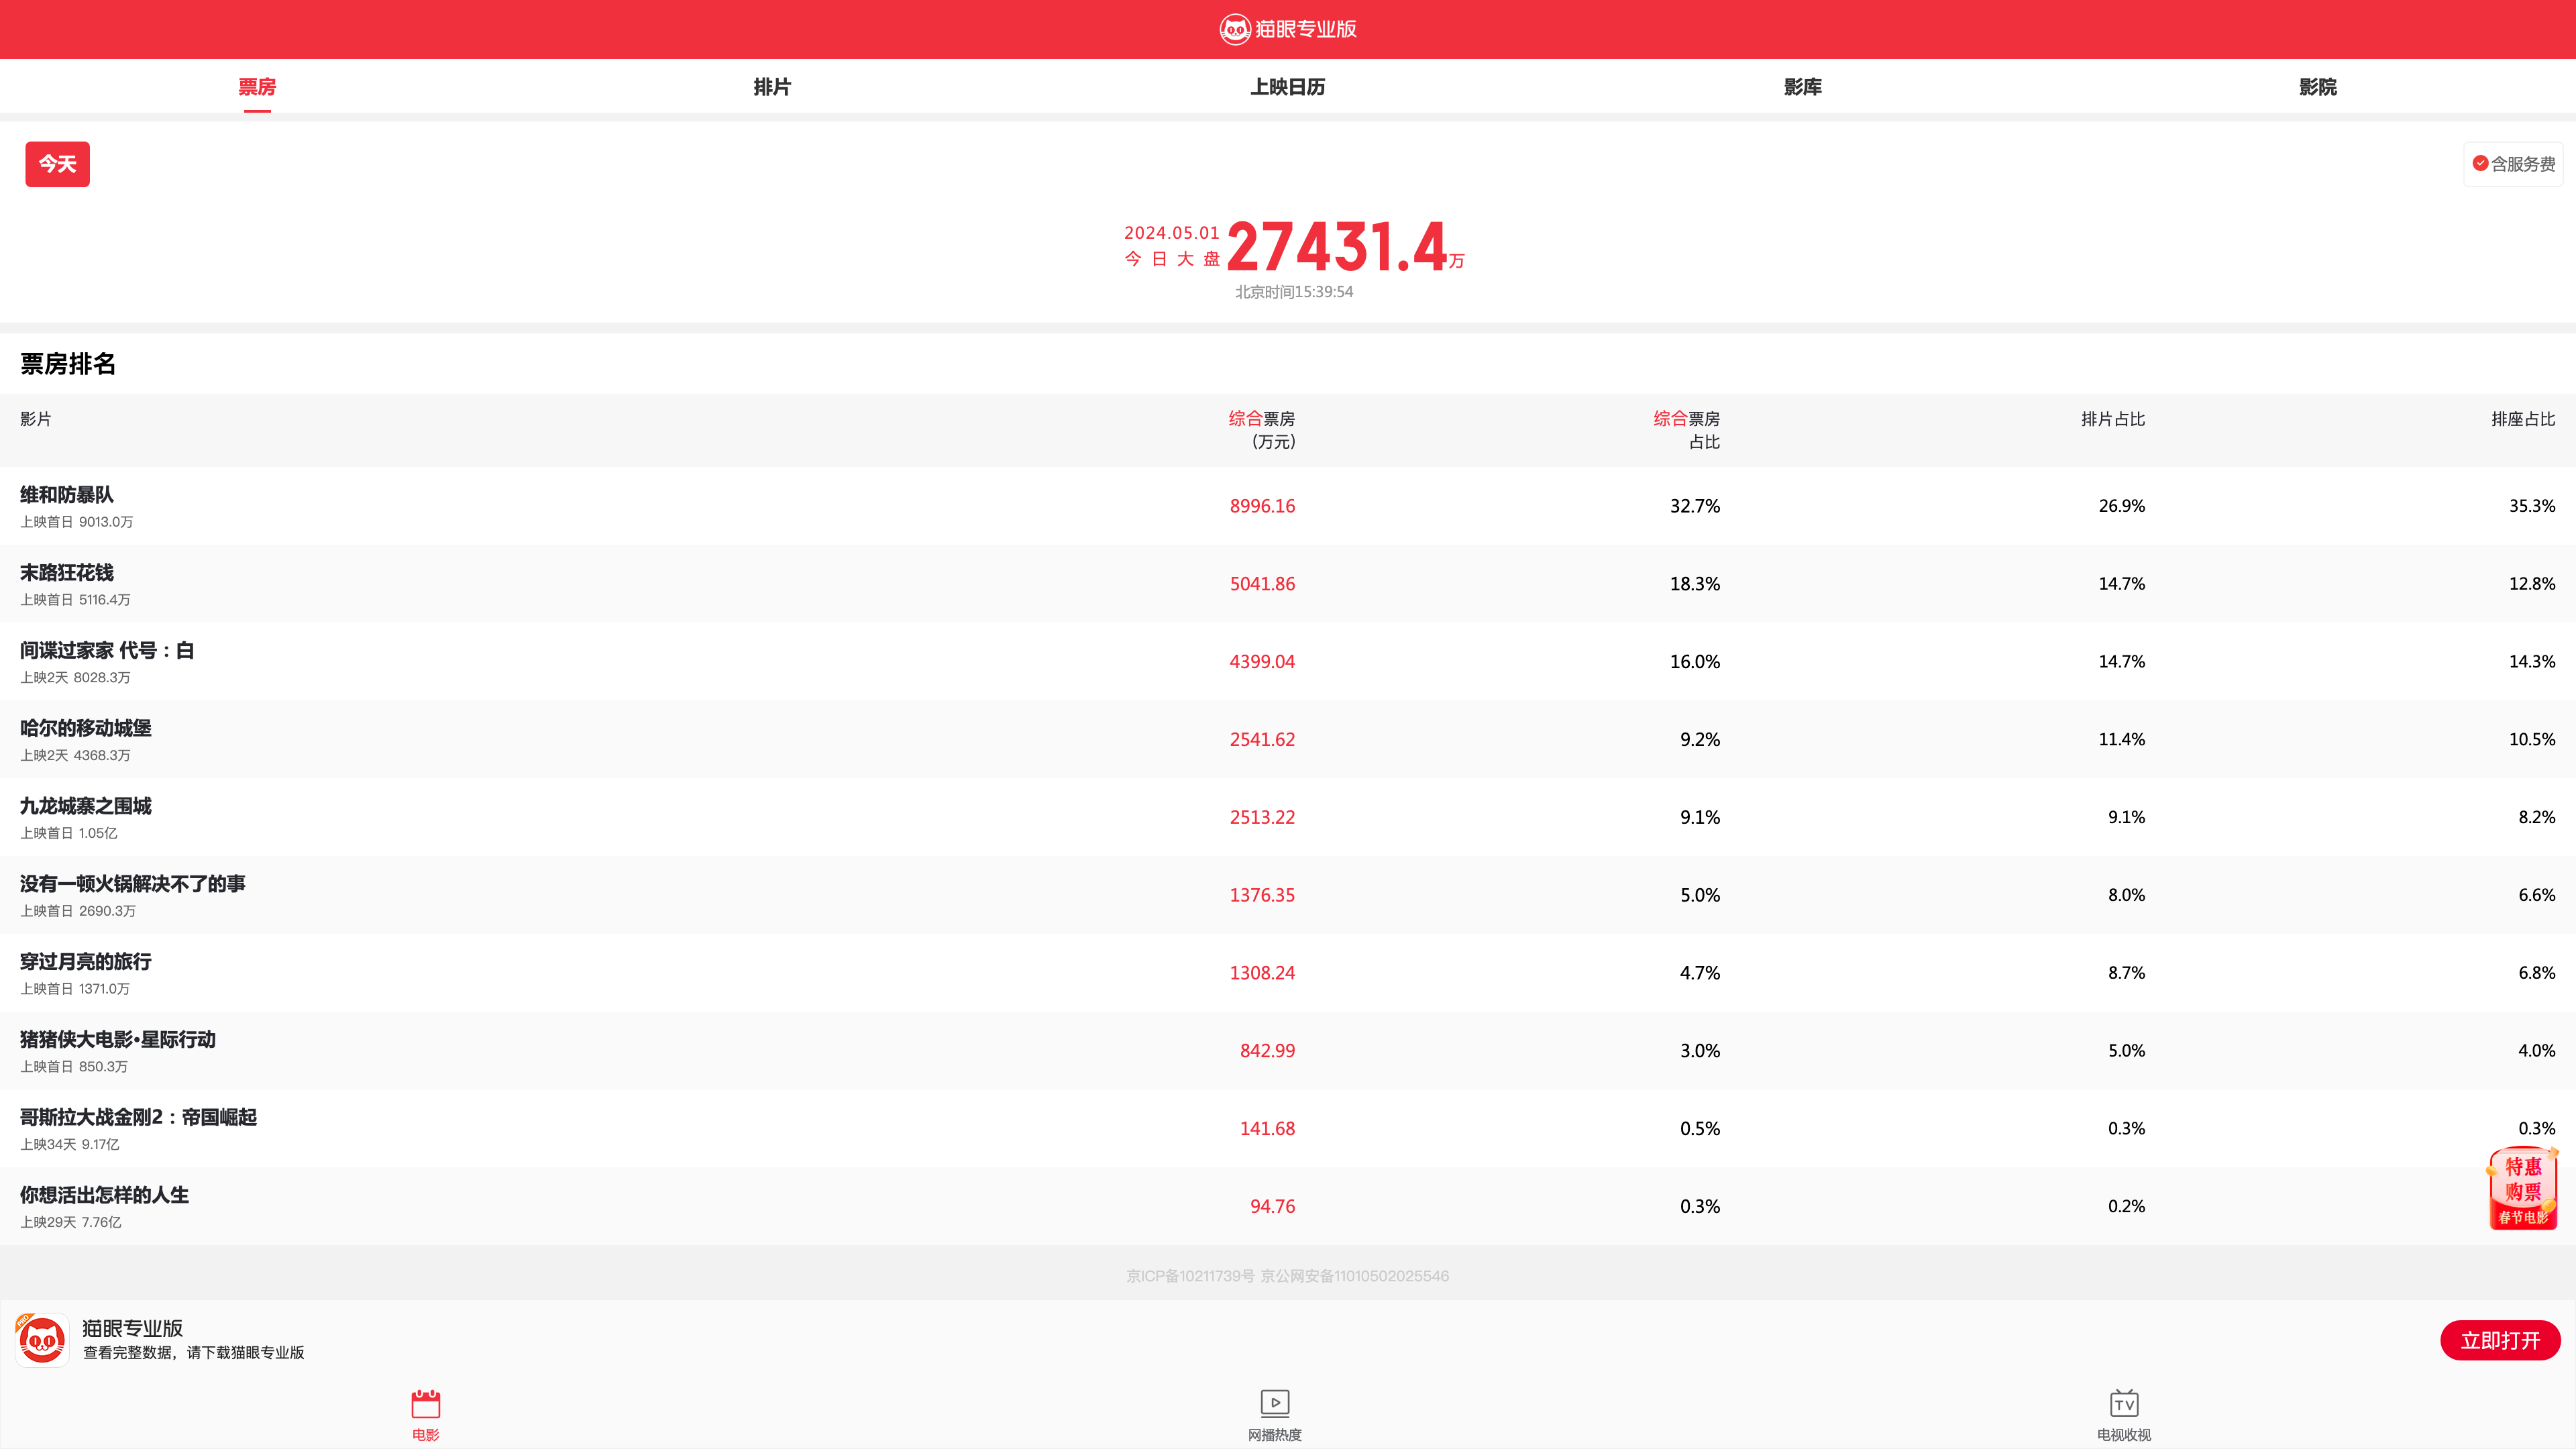 猫眼专业版
票房 排片 上映日历 影库 影院
今天
含服务费
2024.05.01
今日大盘
27431.4万
北京时间15:39:54
票房排名
影片 综合票房 综合票房 排片占比 排座占比
(万元) 占比
维和防暴队
上映首日 9013.0万
8996.16 32.7% 26.9% 35.3%
末路狂花钱
上映首日 5116.4万
5041.86 18.3% 14.7% 12.8%
间谍过家家 代号：白
上映2天 8028.3万
4399.04 16.0% 14.7% 14.3%
哈尔的移动城堡
上映2天 4368.3万
2541.62 9.2% 11.4% 10.5%
九龙城寨之围城
上映首日 1.05亿
2513.22 9.1% 9.1% 8.2%
没有一顿火锅解决不了的事
上映首日 2690.3万
1376.35 5.0% 8.0% 6.6%
穿过月亮的旅行
上映首日 1371.0万
1308.24 4.7% 8.7% 6.8%
猪猪侠大电影•星际行动
上映首日 850.3万
842.99 3.0% 5.0% 4.0%
哥斯拉大战金刚2：帝国崛起
上映34天 9.17亿
141.68 0.5% 0.3% 0.3%
你想活出怎样的人生
上映29天 7.76亿
94.76 0.3% 0.2%
特惠
购票
春节电影
京ICP备10211739号 京公网安备11010502025546
PRO
猫眼专业版
查看完整数据，请下载猫眼专业版
立即打开
电影 网播热度 TV
电视收视